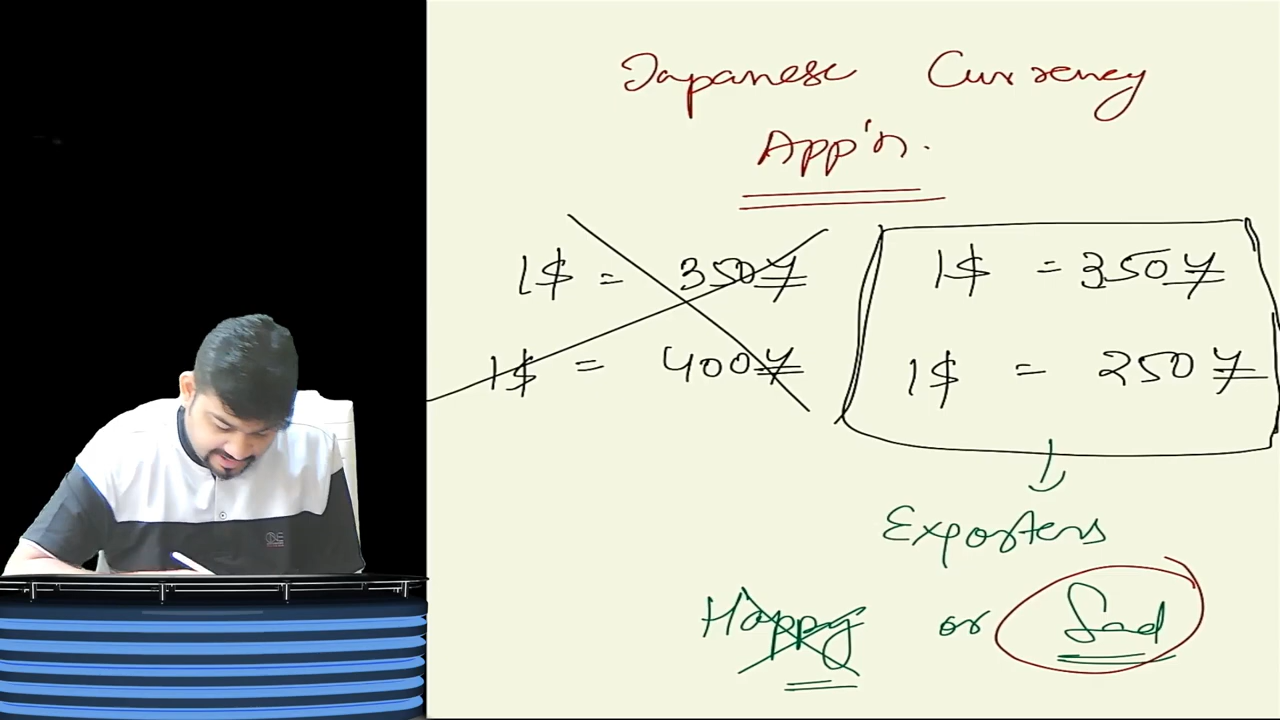 Japanese Currency
App'n.
1$ = 350¥
1$ = 400¥
1$ = 350¥
1$ = 250¥
Exporters
Happy or Sad